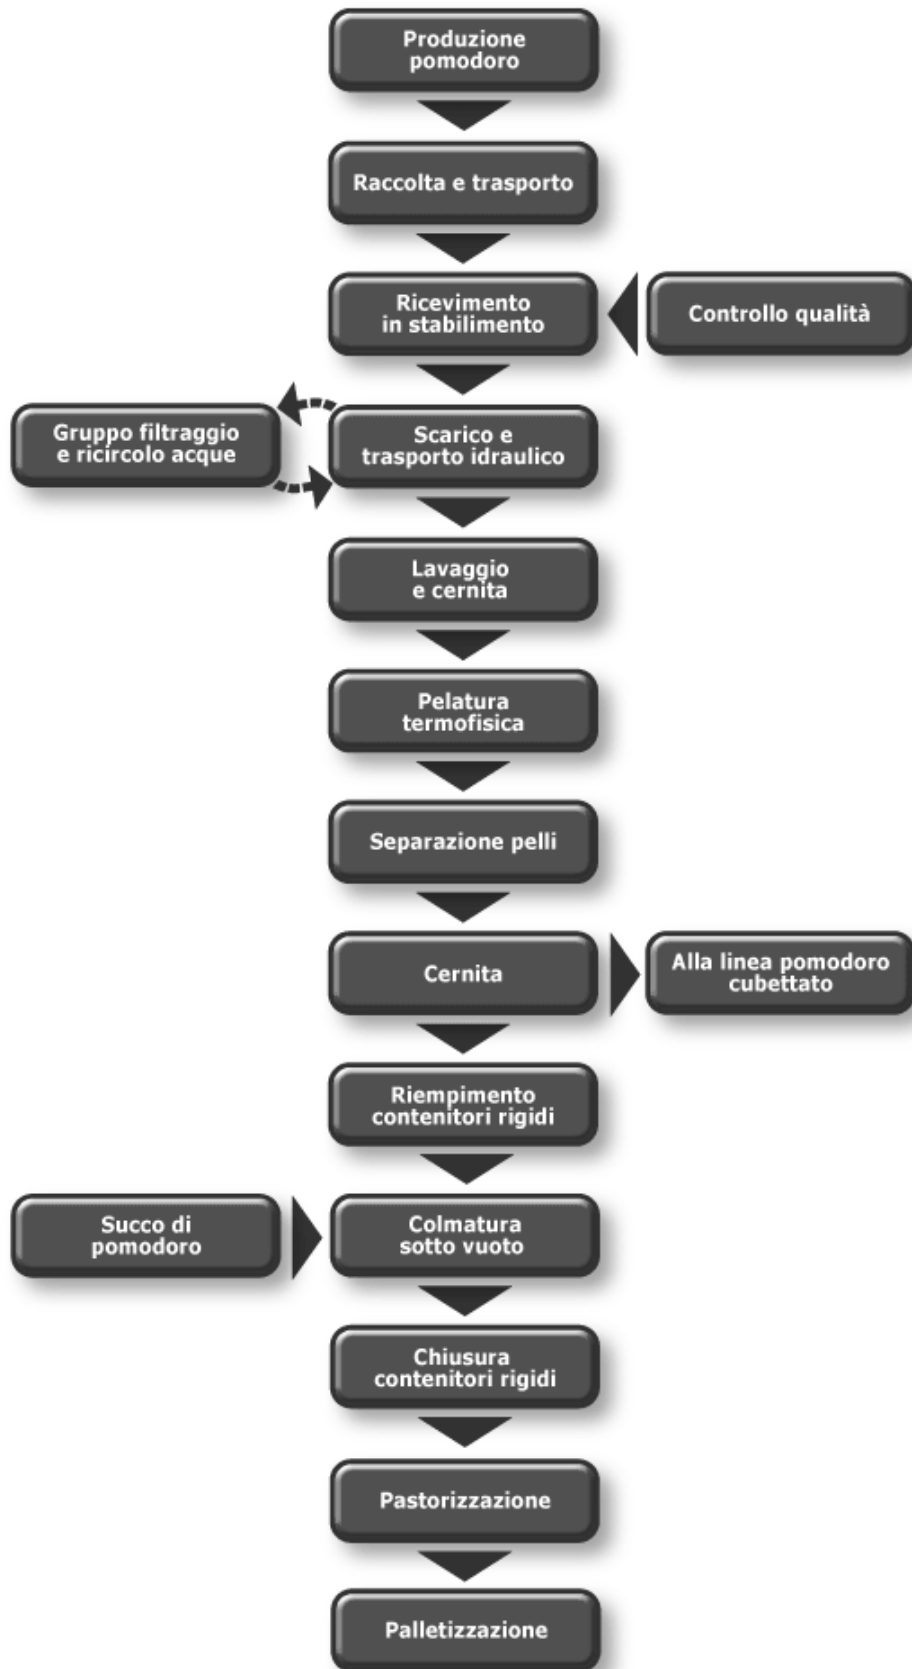 Produzione
pomodoro
Raccolta e trasporto
Ricevimento
in stabilimento
Controllo qualità
Gruppo filtraggio
e ricircolo acque
Scarico e
trasporto idraulico
Lavaggio
e cernita
Pelatura
termofisica
Separazione pelli
Cernita
Alla linea pomodoro
cubettato
Riempimento
contenitori rigidi
Succo di
pomodoro
Colmatura
sotto vuoto
Chiusura
contenitori rigidi
Pastorizzazione
Palletizzazione